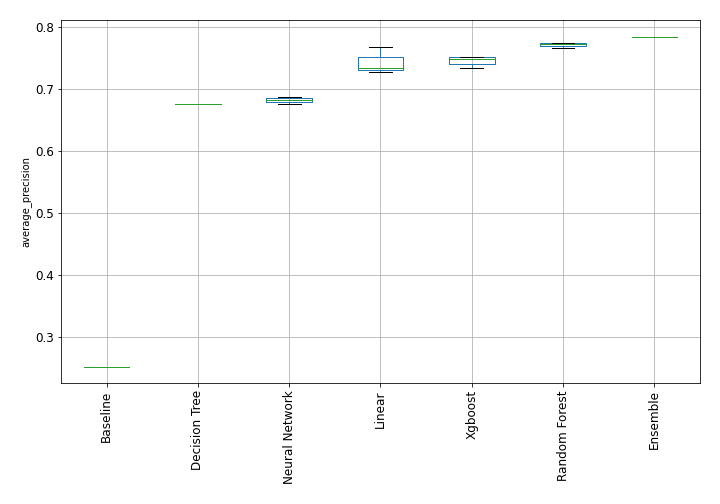 0.8
0.7
0.6
0.5
0.4
0.3
average_precision
Baseline
Decision Tree
Neural Network
Linear
Xgboost
Random Forest
Ensemble